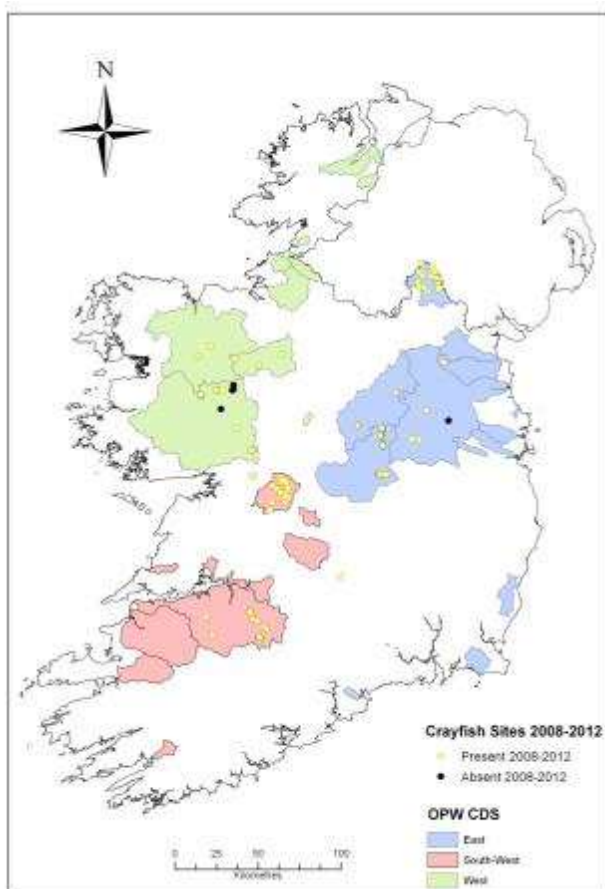 N
Crayfish Sites 2008-2012
Present 2008-2012
Absent 2008-2012
OPW CDS
East
South-West
West
0 25 50 100
Kilometres